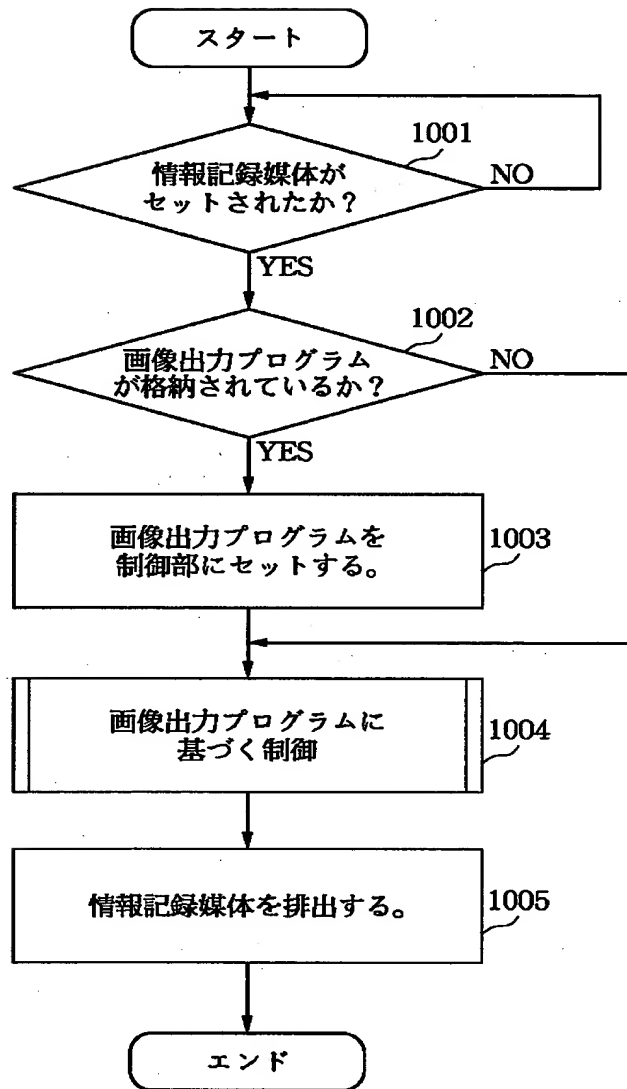 スタート
1001
情報記録媒体が
セットされたか？
NO
YES
1002
画像出力プログラム
が格納されているか？
NO
YES
画像出力プログラムを
制御部にセットする。
1003
画像出力プログラムに
基づく制御
1004
情報記録媒体を排出する。
1005
エンド